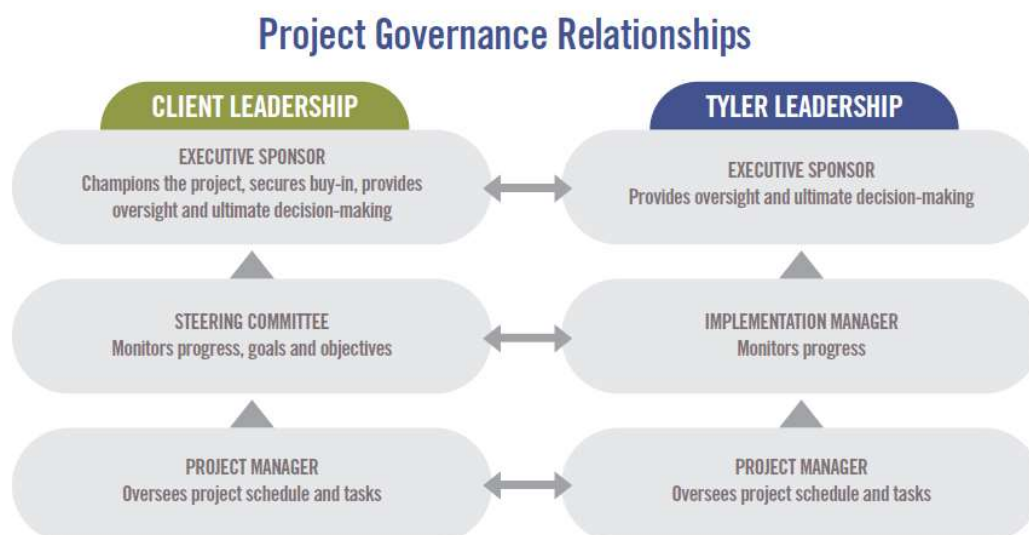 Project Governance Relationships
CLIENT LEADERSHIP
EXECUTIVE SPONSOR
Champions the project, secures buy-in, provides
oversight and ultimate decision-making
STEERING COMMITTEE
Monitors progress, goals and objectives
PROJECT MANAGER
Oversees project schedule and tasks
TYLER LEADERSHIP
EXECUTIVE SPONSOR
Provides oversight and ultimate decision-making
IMPLEMENTATION MANAGER
Monitors progress
PROJECT MANAGER
Oversees project schedule and tasks